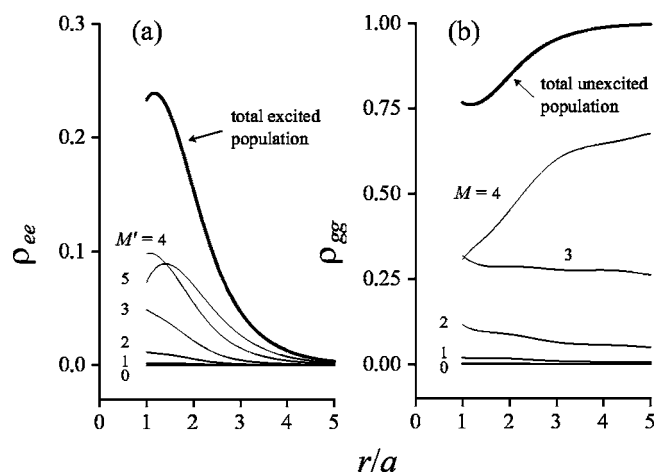 (a)
(b)
0.3
0.2
0.1
0.0
ρee
total excited
population
M' = 4
5
3
2
1
0
0 1 2 3 4 5
1.00
0.75
0.50
0.25
0.00
ρgg
total unexcited
population
M = 4
3
2
1
0
0 1 2 3 4 5
r/a